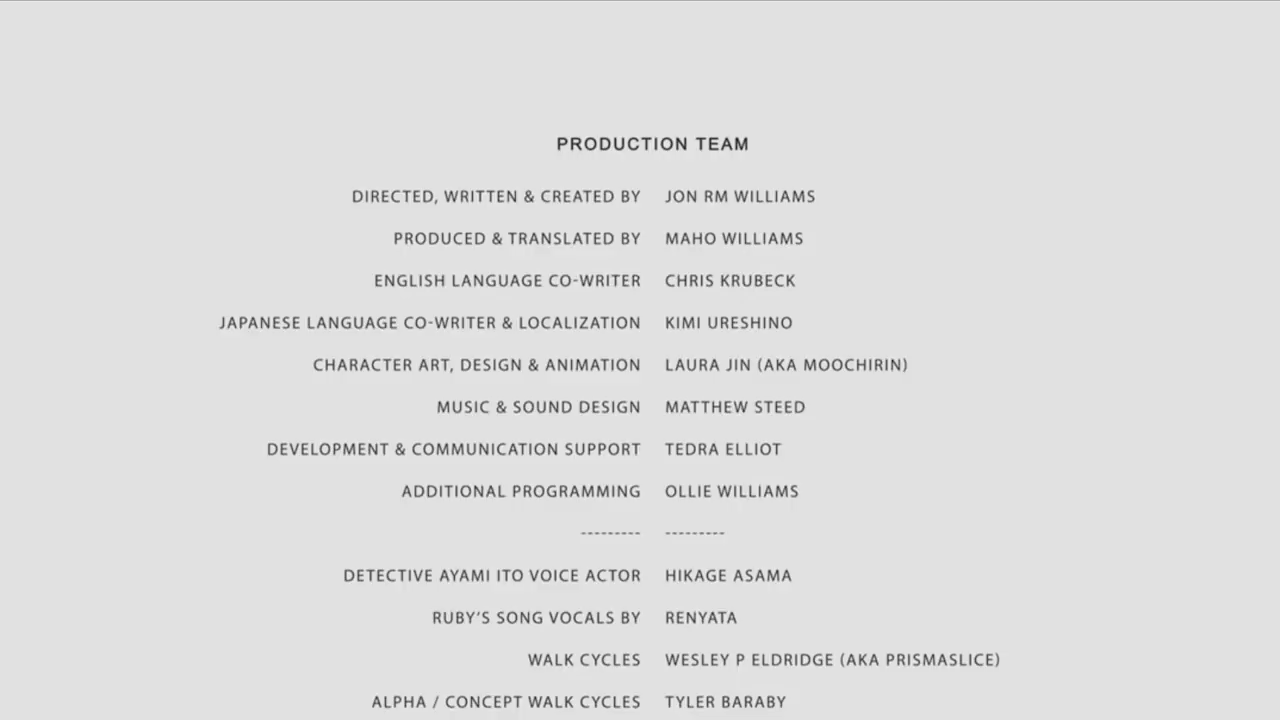 PRODUCTION TEAM
DIRECTED, WRITTEN & CREATED BY JON RM WILLIAMS
PRODUCED & TRANSLATED BY MAHO WILLIAMS
ENGLISH LANGUAGE CO-WRITER CHRIS KRUBECK
JAPANESE LANGUAGE CO-WRITER & LOCALIZATION KIMI URESHINO
CHARACTER ART, DESIGN & ANIMATION LAURA JIN (AKA MOOCHIRIN)
MUSIC & SOUND DESIGN MATTHEW STEED
DEVELOPMENT & COMMUNICATION SUPPORT TEDRA ELLIOT
ADDITIONAL PROGRAMMING OLLIE WILLIAMS
--------- ---------
DETECTIVE AYAMI ITO VOICE ACTOR HIKAGE ASAMA
RUBY'S SONG VOCALS BY RENYATA
WALK CYCLES WESLEY P ELDRIDGE (AKA PRISMASLICE)
ALPHA / CONCEPT WALK CYCLES TYLER BARABY